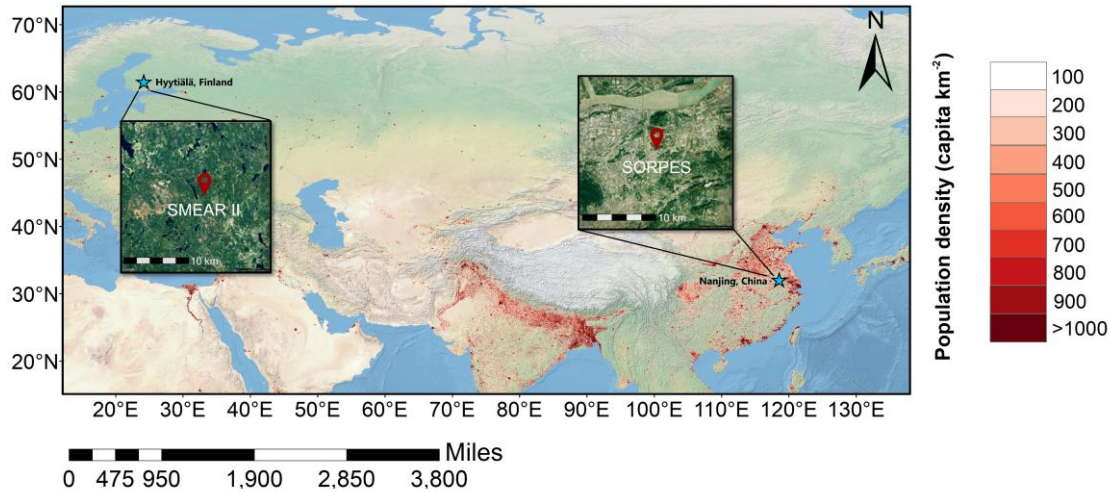 70°N
60°N
50°N
40°N
30°N
20°N
20°E 30°E 40°E 50°E 60°E 70°E 80°E 90°E 100°E 110°E 120°E 130°E
Hyytiälä, Finland
SMEAR II
10 km
SORPES
10 km
Nanjing, China
N
Population density (capita km⁻²)
100
200
300
400
500
600
700
800
900
>1000
Miles
0 475 950 1,900 2,850 3,800